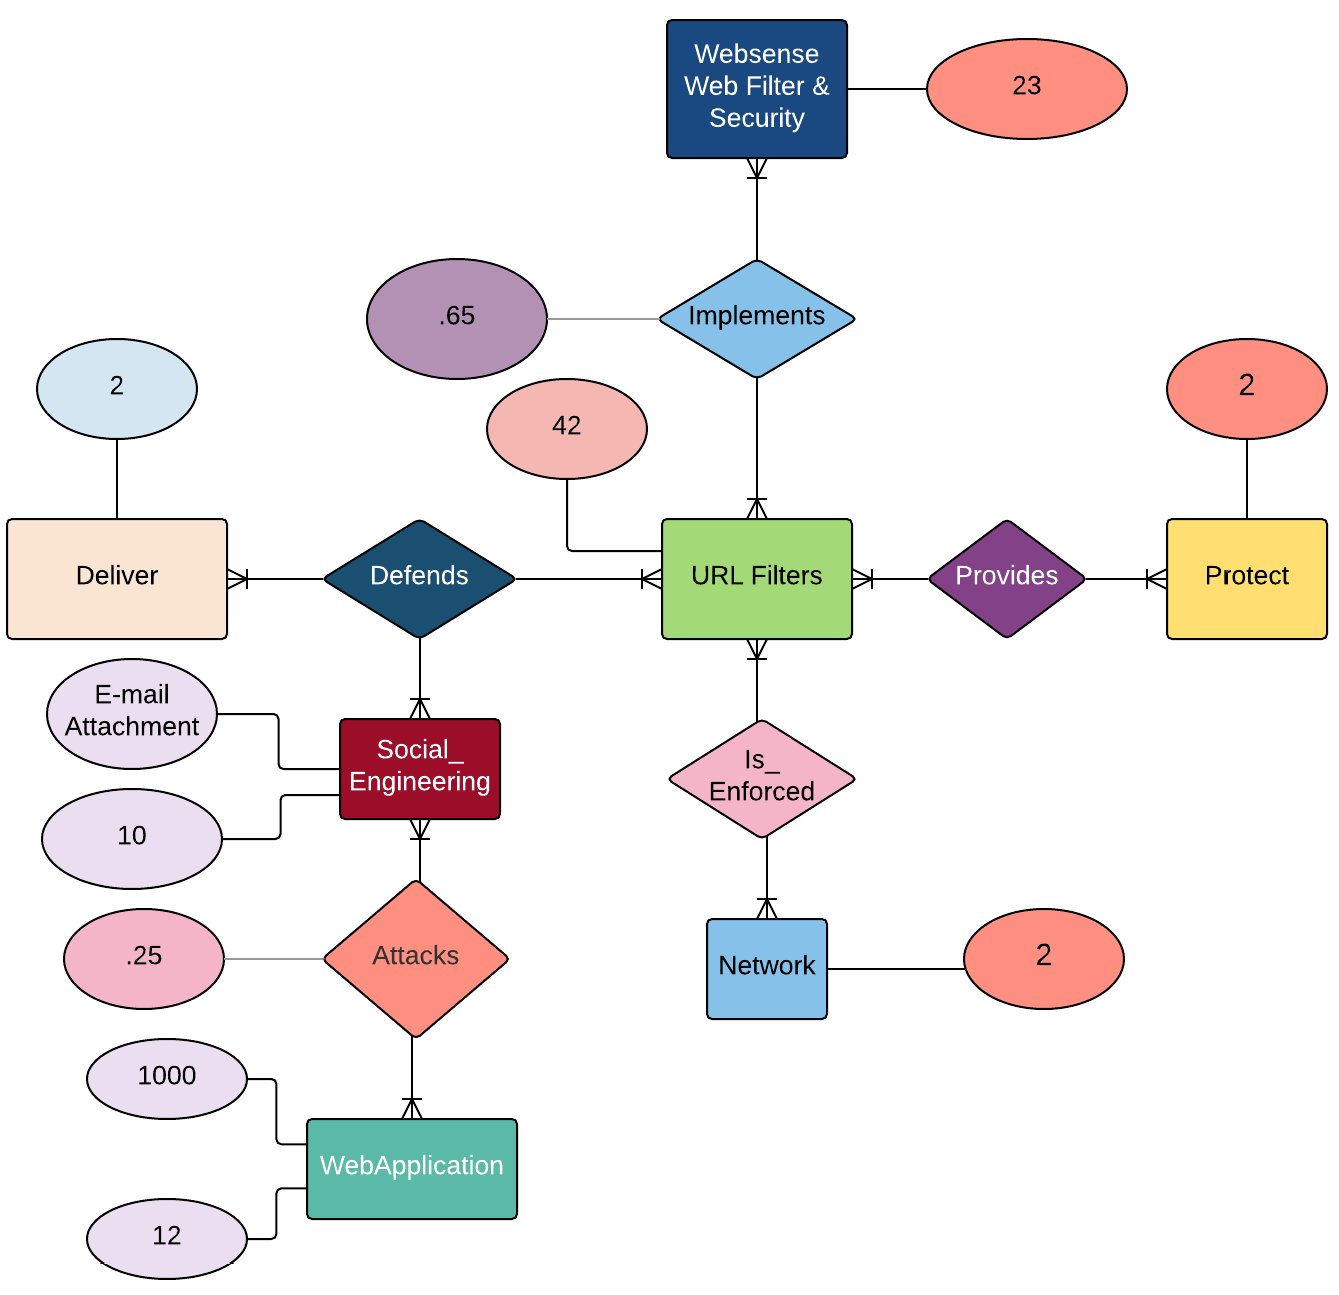 Websense
Web Filter &
Security
23
.65
Implements
2
42
2
Deliver
Defends
URL Filters
Provides
Protect
E-mail
Attachment
Social_
Engineering
Is_
Enforced
10
.25
Attacks
Network
2
1000
WebApplication
12